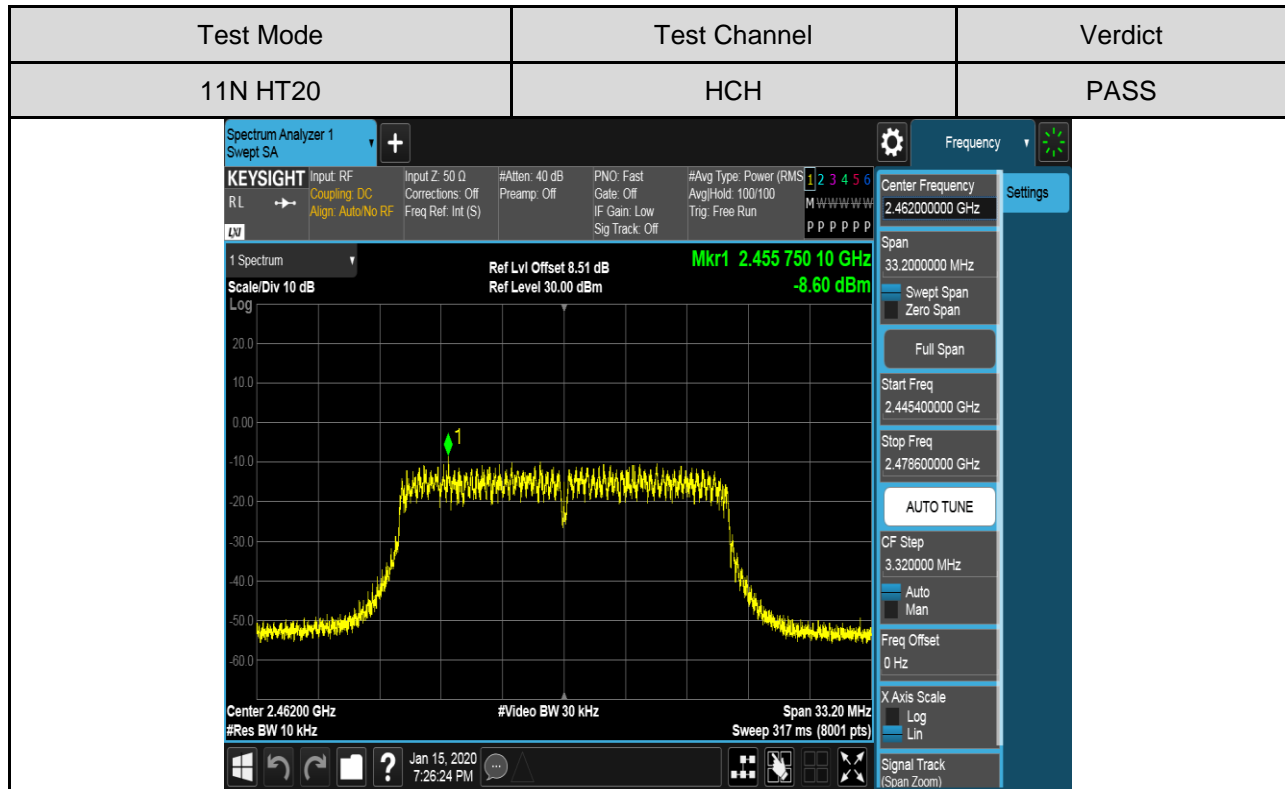 Test Mode Test Channel Verdict
11N HT20 HCH PASS
Spectrum Analyzer 1
Swept SA
+
Frequency
KEYSIGHT Input: RF Input Z: 50 Ω #Atten: 40 dB PNO: Fast #Avg Type: Power (RMS 1 2 3 4 5 6
RL Coupling: DC Corrections: Off Preamp: Off Gate: Off Avg|Hold: 100/100 M W W W W W
Align: Auto/No RF Freq Ref: Int (S) IF Gain: Low Trig: Free Run
LXI Sig Track: Off P P P P P P
1 Spectrum Ref Lvl Offset 8.51 dB Mkr1 2.455 750 10 GHz
Scale/Div 10 dB Ref Level 30.00 dBm -8.60 dBm
Log
20.0
10.0
0.00
1
-10.0
-20.0
-30.0
-40.0
-50.0
-60.0
Center 2.46200 GHz #Video BW 30 kHz Span 33.20 MHz
#Res BW 10 kHz Sweep 317 ms (8001 pts)
?
Jan 15, 2020
7:26:24 PM
Center Frequency
2.462000000 GHz
Settings
Span
33.2000000 MHz
Swept Span
Zero Span
Full Span
Start Freq
2.445400000 GHz
Stop Freq
2.478600000 GHz
AUTO TUNE
CF Step
3.320000 MHz
Auto
Man
Freq Offset
0 Hz
X Axis Scale
Log
Lin
Signal Track
(Span Zoom)